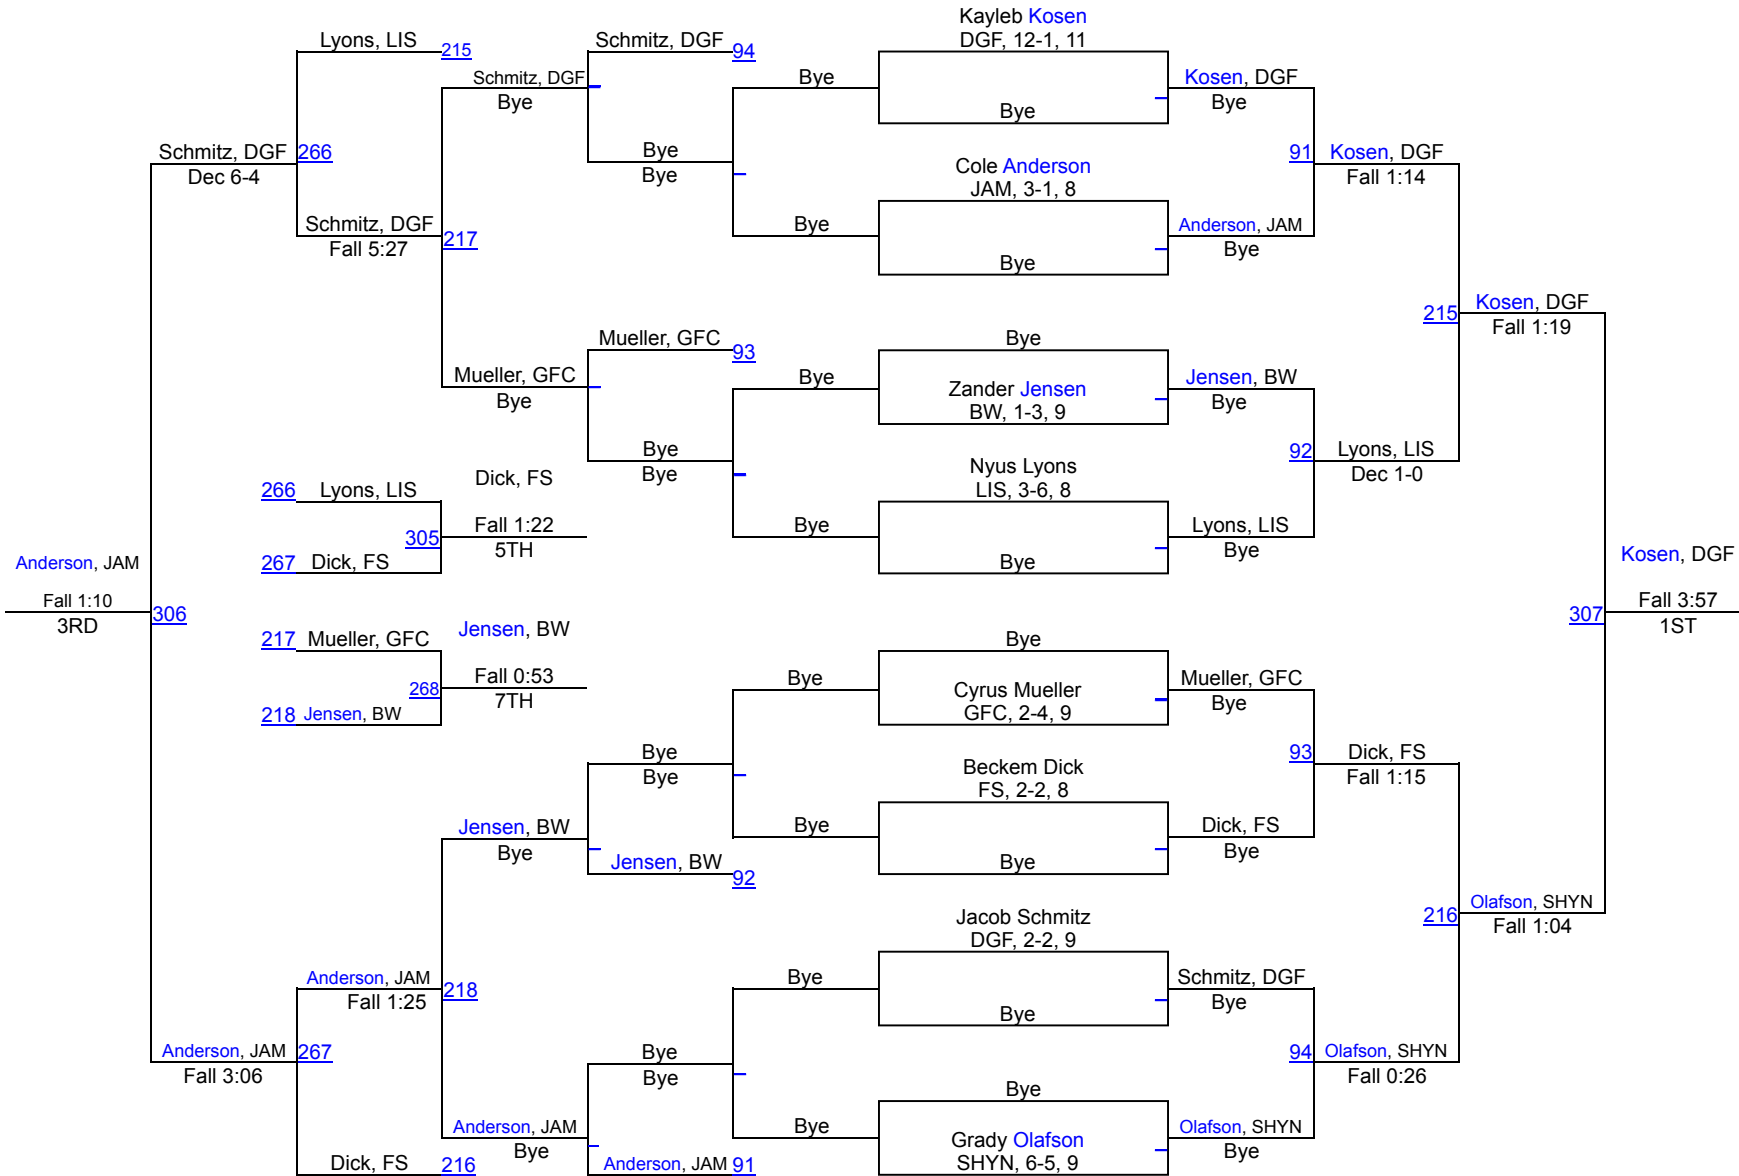 Kayleb Kosen
DGF, 12-1, 11
Lyons, LIS 215
Schmitz, DGF 94
Schmitz, DGF
Bye
Bye
Kosen, DGF
Bye
Bye
Schmitz, DGF 266
Dec 6-4
Bye
Bye
Cole Anderson
JAM, 3-1, 8
91 Kosen, DGF
Fall 1:14
Schmitz, DGF 217
Fall 5:27
Bye
Anderson, JAM
Bye
Bye
215 Kosen, DGF
Fall 1:19
Mueller, GFC 93
Bye
Mueller, GFC
Bye
Bye
Zander Jensen
BW, 1-3, 9
Jensen, BW
Bye
Bye
Bye
92 Lyons, LIS
Dec 1-0
Nyus Lyons
LIS, 3-6, 8
266 Lyons, LIS
Dick, FS
305 Fall 1:22
5TH
267 Dick, FS
Bye
Lyons, LIS
Bye
Bye
Anderson, JAM
Fall 1:10
3RD
306
Kosen, DGF
307 Fall 3:57
1ST
217 Mueller, GFC
Jensen, BW
268 Fall 0:53
7TH
218 Jensen, BW
Bye
Bye
Cyrus Mueller
GFC, 2-4, 9
Mueller, GFC
Bye
Bye
Bye
93 Dick, FS
Fall 1:15
Beckem Dick
FS, 2-2, 8
Jensen, BW
Bye
Bye
Dick, FS
Bye
Bye
Jensen, BW 92
Jacob Schmitz
DGF, 2-2, 9
216 Olafson, SHYN
Fall 1:04
Anderson, JAM 218
Fall 1:25
Bye
Schmitz, DGF
Bye
Bye
Anderson, JAM 267
Fall 3:06
Bye
Bye
94 Olafson, SHYN
Fall 0:26
Bye
Anderson, JAM
Bye
Bye
Grady Olafson
SHYN, 6-5, 9
Olafson, SHYN
Bye
Dick, FS 216
Anderson, JAM 91